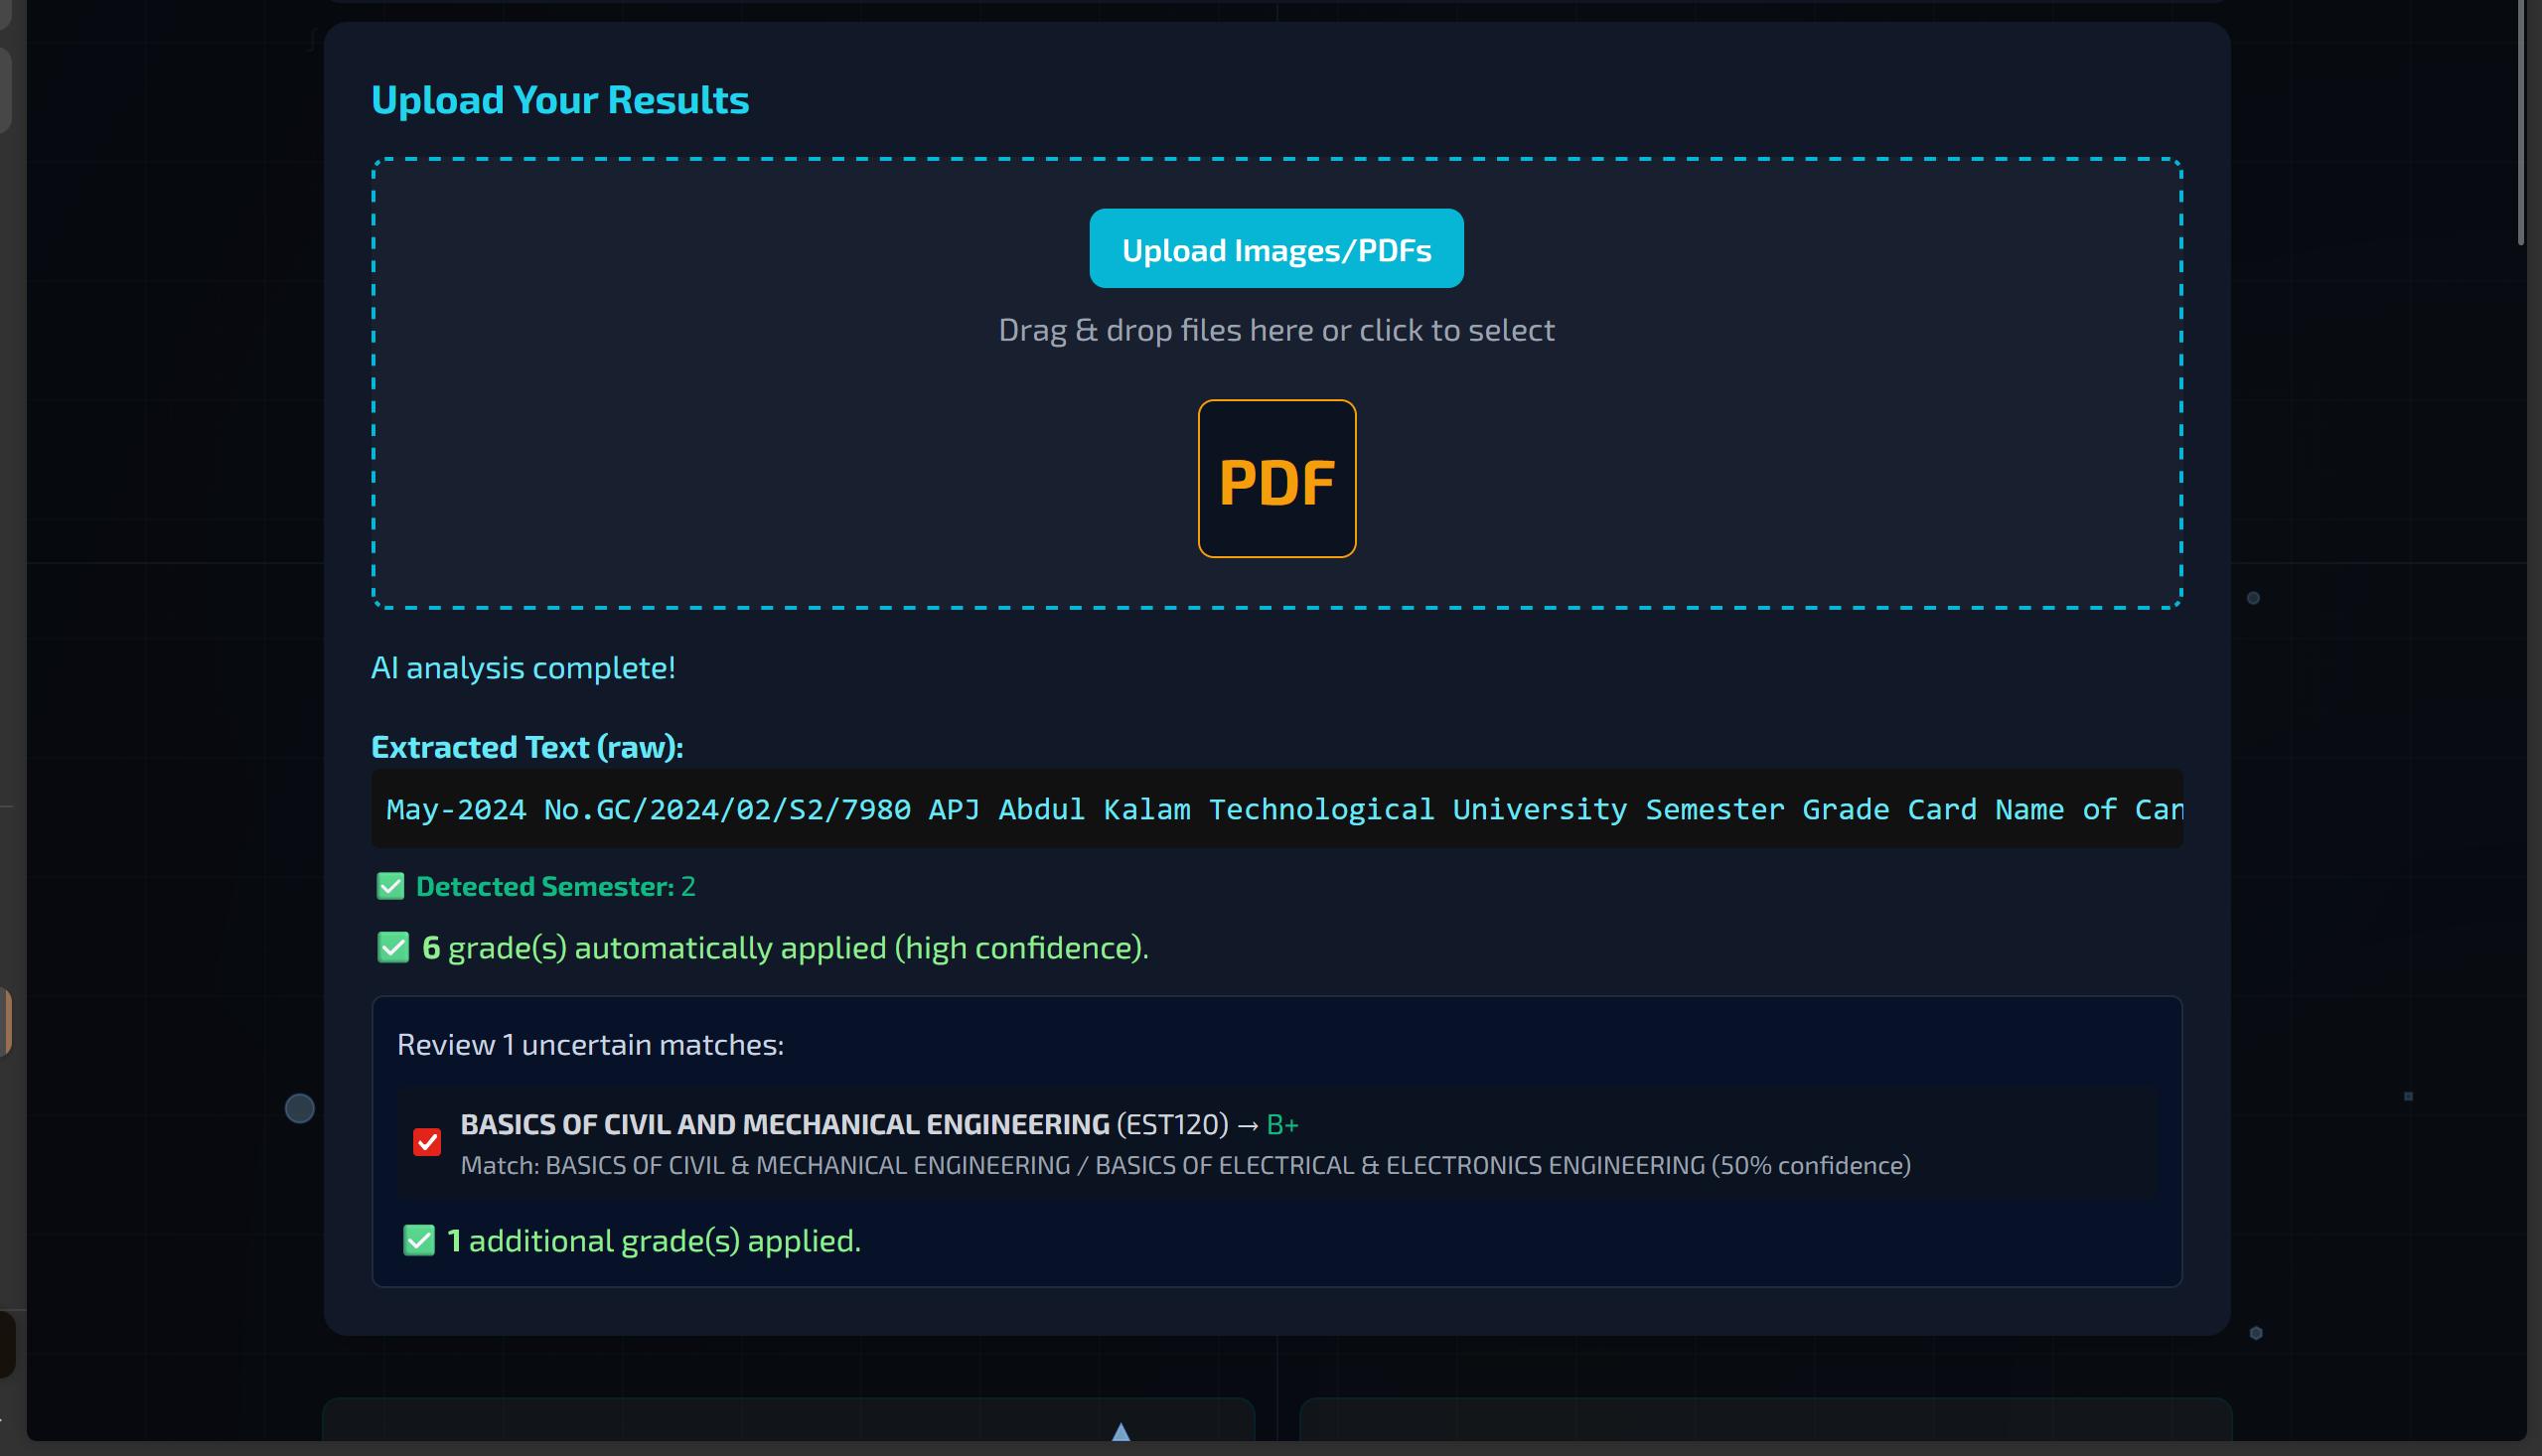 Upload Your Results
Upload Images/PDFs
Drag & drop files here or click to select
PDF
AI analysis complete!
Extracted Text (raw):
May-2024 No.GC/2024/02/S2/7980 APJ Abdul Kalam Technological University Semester Grade Card Name of Can
✅ Detected Semester: 2
✅ 6 grade(s) automatically applied (high confidence).
Review 1 uncertain matches:
BASICS OF CIVIL AND MECHANICAL ENGINEERING (EST120) → B+
Match: BASICS OF CIVIL & MECHANICAL ENGINEERING / BASICS OF ELECTRICAL & ELECTRONICS ENGINEERING (50% confidence)
✅ 1 additional grade(s) applied.